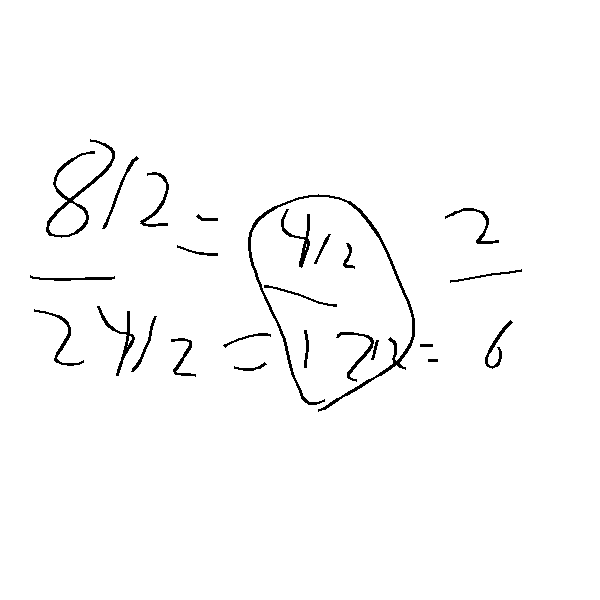 8/2 = 4/2 2
24/2 = 12/2 = 6